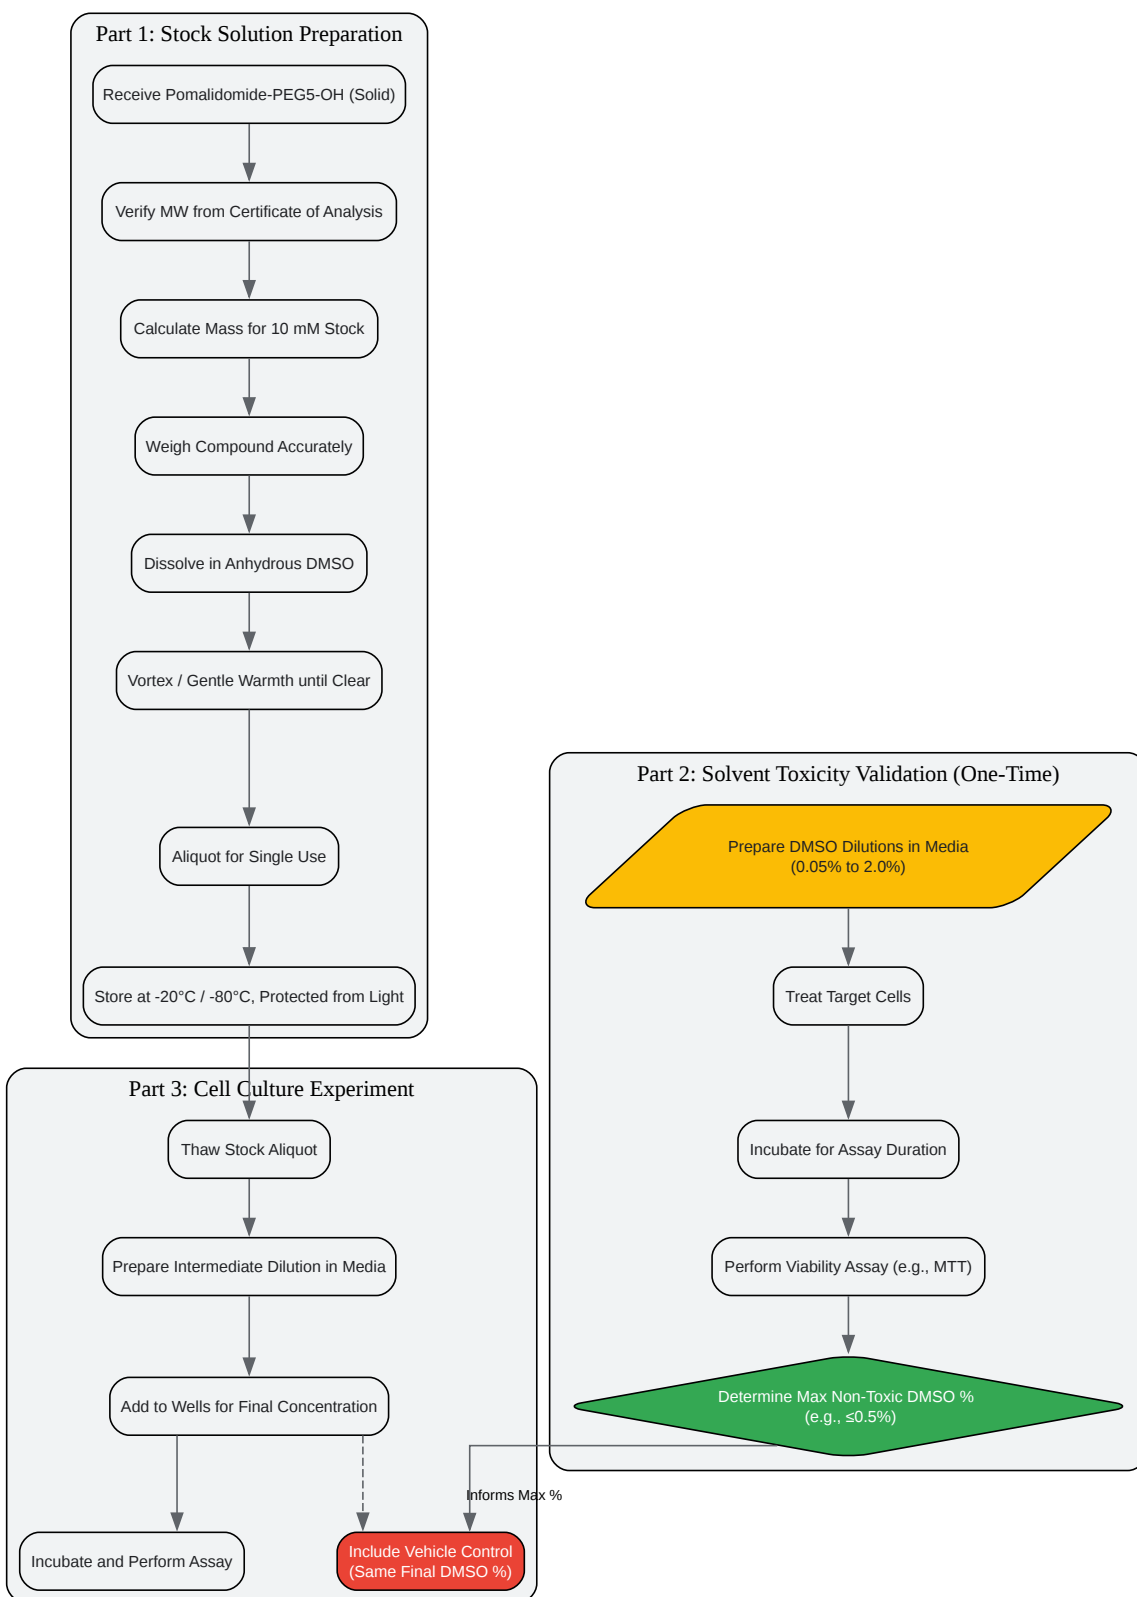 Part 1: Stock Solution Preparation
Receive Pomalidomide-PEG5-OH (Solid)
Verify MW from Certificate of Analysis
Calculate Mass for 10 mM Stock
Weigh Compound Accurately
Dissolve in Anhydrous DMSO
Vortex / Gentle Warmth until Clear
Aliquot for Single Use
Store at -20°C / -80°C, Protected from Light
Part 2: Solvent Toxicity Validation (One-Time)
Prepare DMSO Dilutions in Media
(0.05% to 2.0%)
Treat Target Cells
Incubate for Assay Duration
Perform Viability Assay (e.g., MTT)
Determine Max Non-Toxic DMSO %
(e.g., ≤0.5%)
Part 3: Cell Culture Experiment
Thaw Stock Aliquot
Prepare Intermediate Dilution in Media
Add to Wells for Final Concentration
Informs Max %
Incubate and Perform Assay
Include Vehicle Control
(Same Final DMSO %)